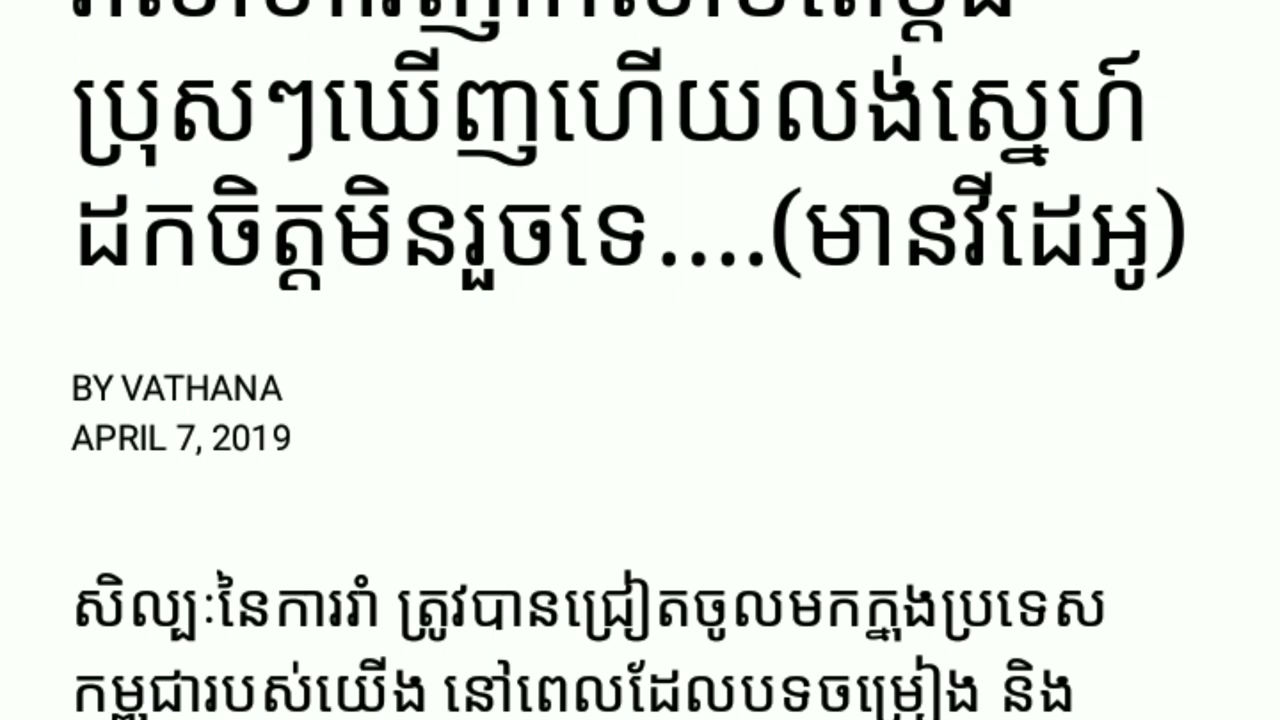 ប្រុសៗឃើញហើយលង់ស្នេហ៍
ដកចិត្តមិនរួចទេ....(មានវីដេអូ)
BY VATHANA
APRIL 7, 2019
សិល្បៈនៃការរាំ ត្រូវបានជ្រៀតចូលមកក្នុងប្រទេស
កម្ពុជារបស់យើង នៅពេលដែលបទចម្រៀង និង